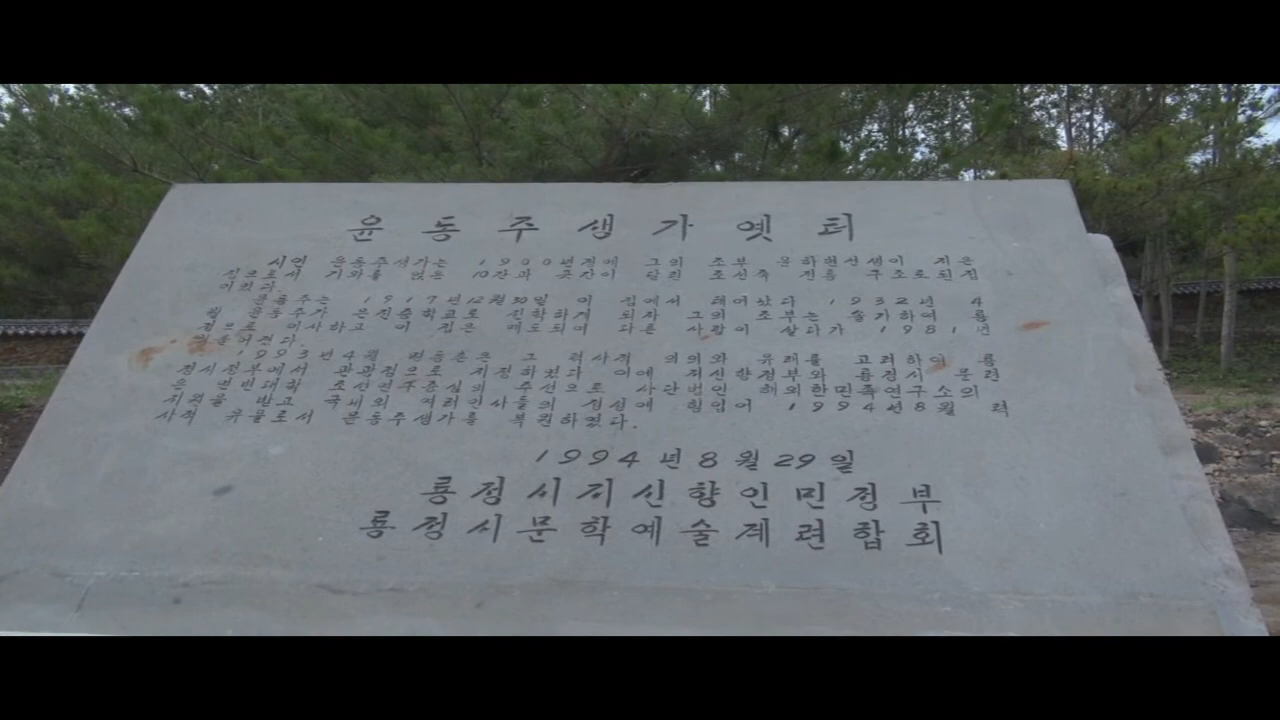 윤동주생가옛터
시인 윤동주생가는 1900년경에 그의 조부 윤하현선생이 지은
집으로서 기와를 얹은 10간과 곳간이 달린 조선족 전통 구조로된집
이였다.
윤동주는 1917년12월30일 이 집에서 태여났다 1932년 4
월 윤동주가 은진중학교로 진학하게 되자 그의 조부는 솔가하여 룡
정으로 이사하고 이 집은 매도되여 다른 사람이 살다가 1981년
허물어졌다.
1993년4월 명동촌은 그 력사적 의의와 유래를 고려하여 룡
정시정부에서 관광점으로 지정하였다 이에 지신향정부와 룡정시 문련
은 연변대학 조선연구중심의 주선으로 사단법인 해외한민족연구소의
지원을 받고 국내외 여러인사들의 정성에 힘입어 1994년8월 력
사적 유물로서 윤동주생가를 복원하였다.
1994년8월29일
룡정시지신향인민정부
룡정시문학예술계련합회